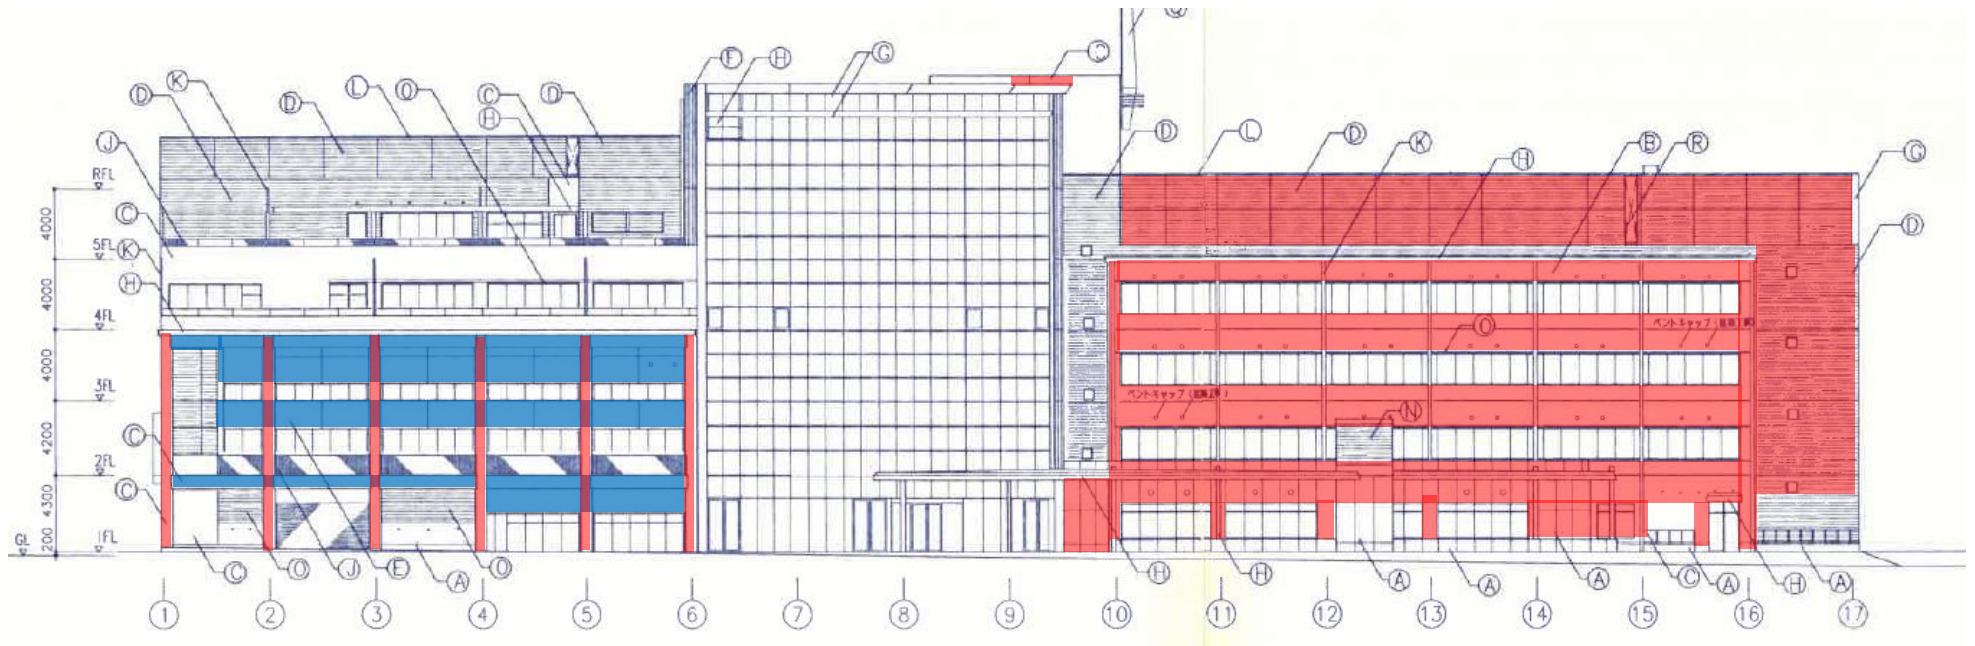 Q
F H G C
K L Q C D
D D H
D L D K H B R G
J
RFL
4000
C D
5FL K
4000
H
4FL
O
ベントキャップ
4000
3FL
ベントキャップ
N
4200
C
2FL
C
4300
GL 200 1FL
C O J E A O H H A A A C A H A
1 2 3 4 5 6 7 8 9 10 11 12 13 14 15 16 17